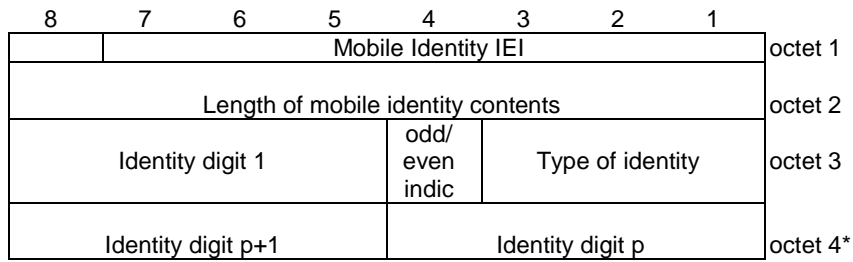 8 7 6 5 4 3 2 1
Mobile Identity IEI octet 1
Length of mobile identity contents octet 2
odd/
Identity digit 1 even Type of identity octet 3
indic
Identity digit p+1 Identity digit p octet 4*